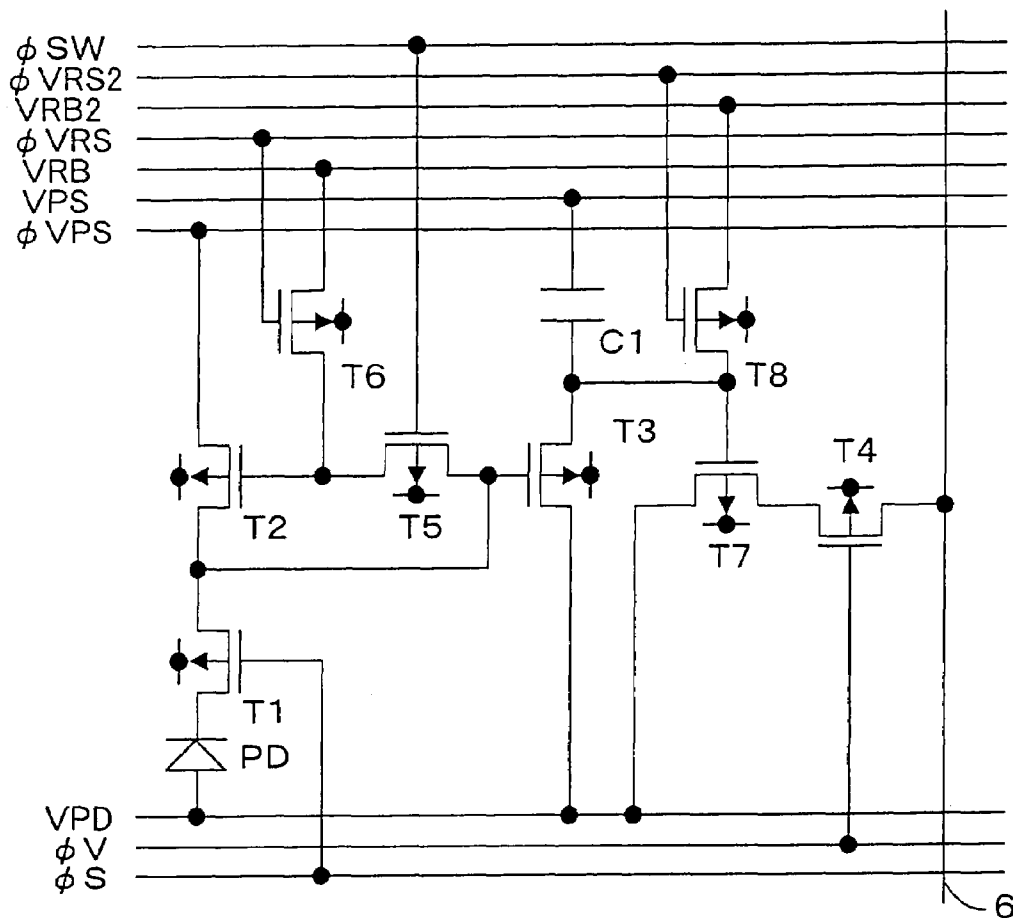 φSW
φVRS2
VRB2
φVRS
VRB
VPS
φVPS
T6
C1
T8
T3
T4
T2
T5
T7
T1
PD
VPD
φV
φS
6